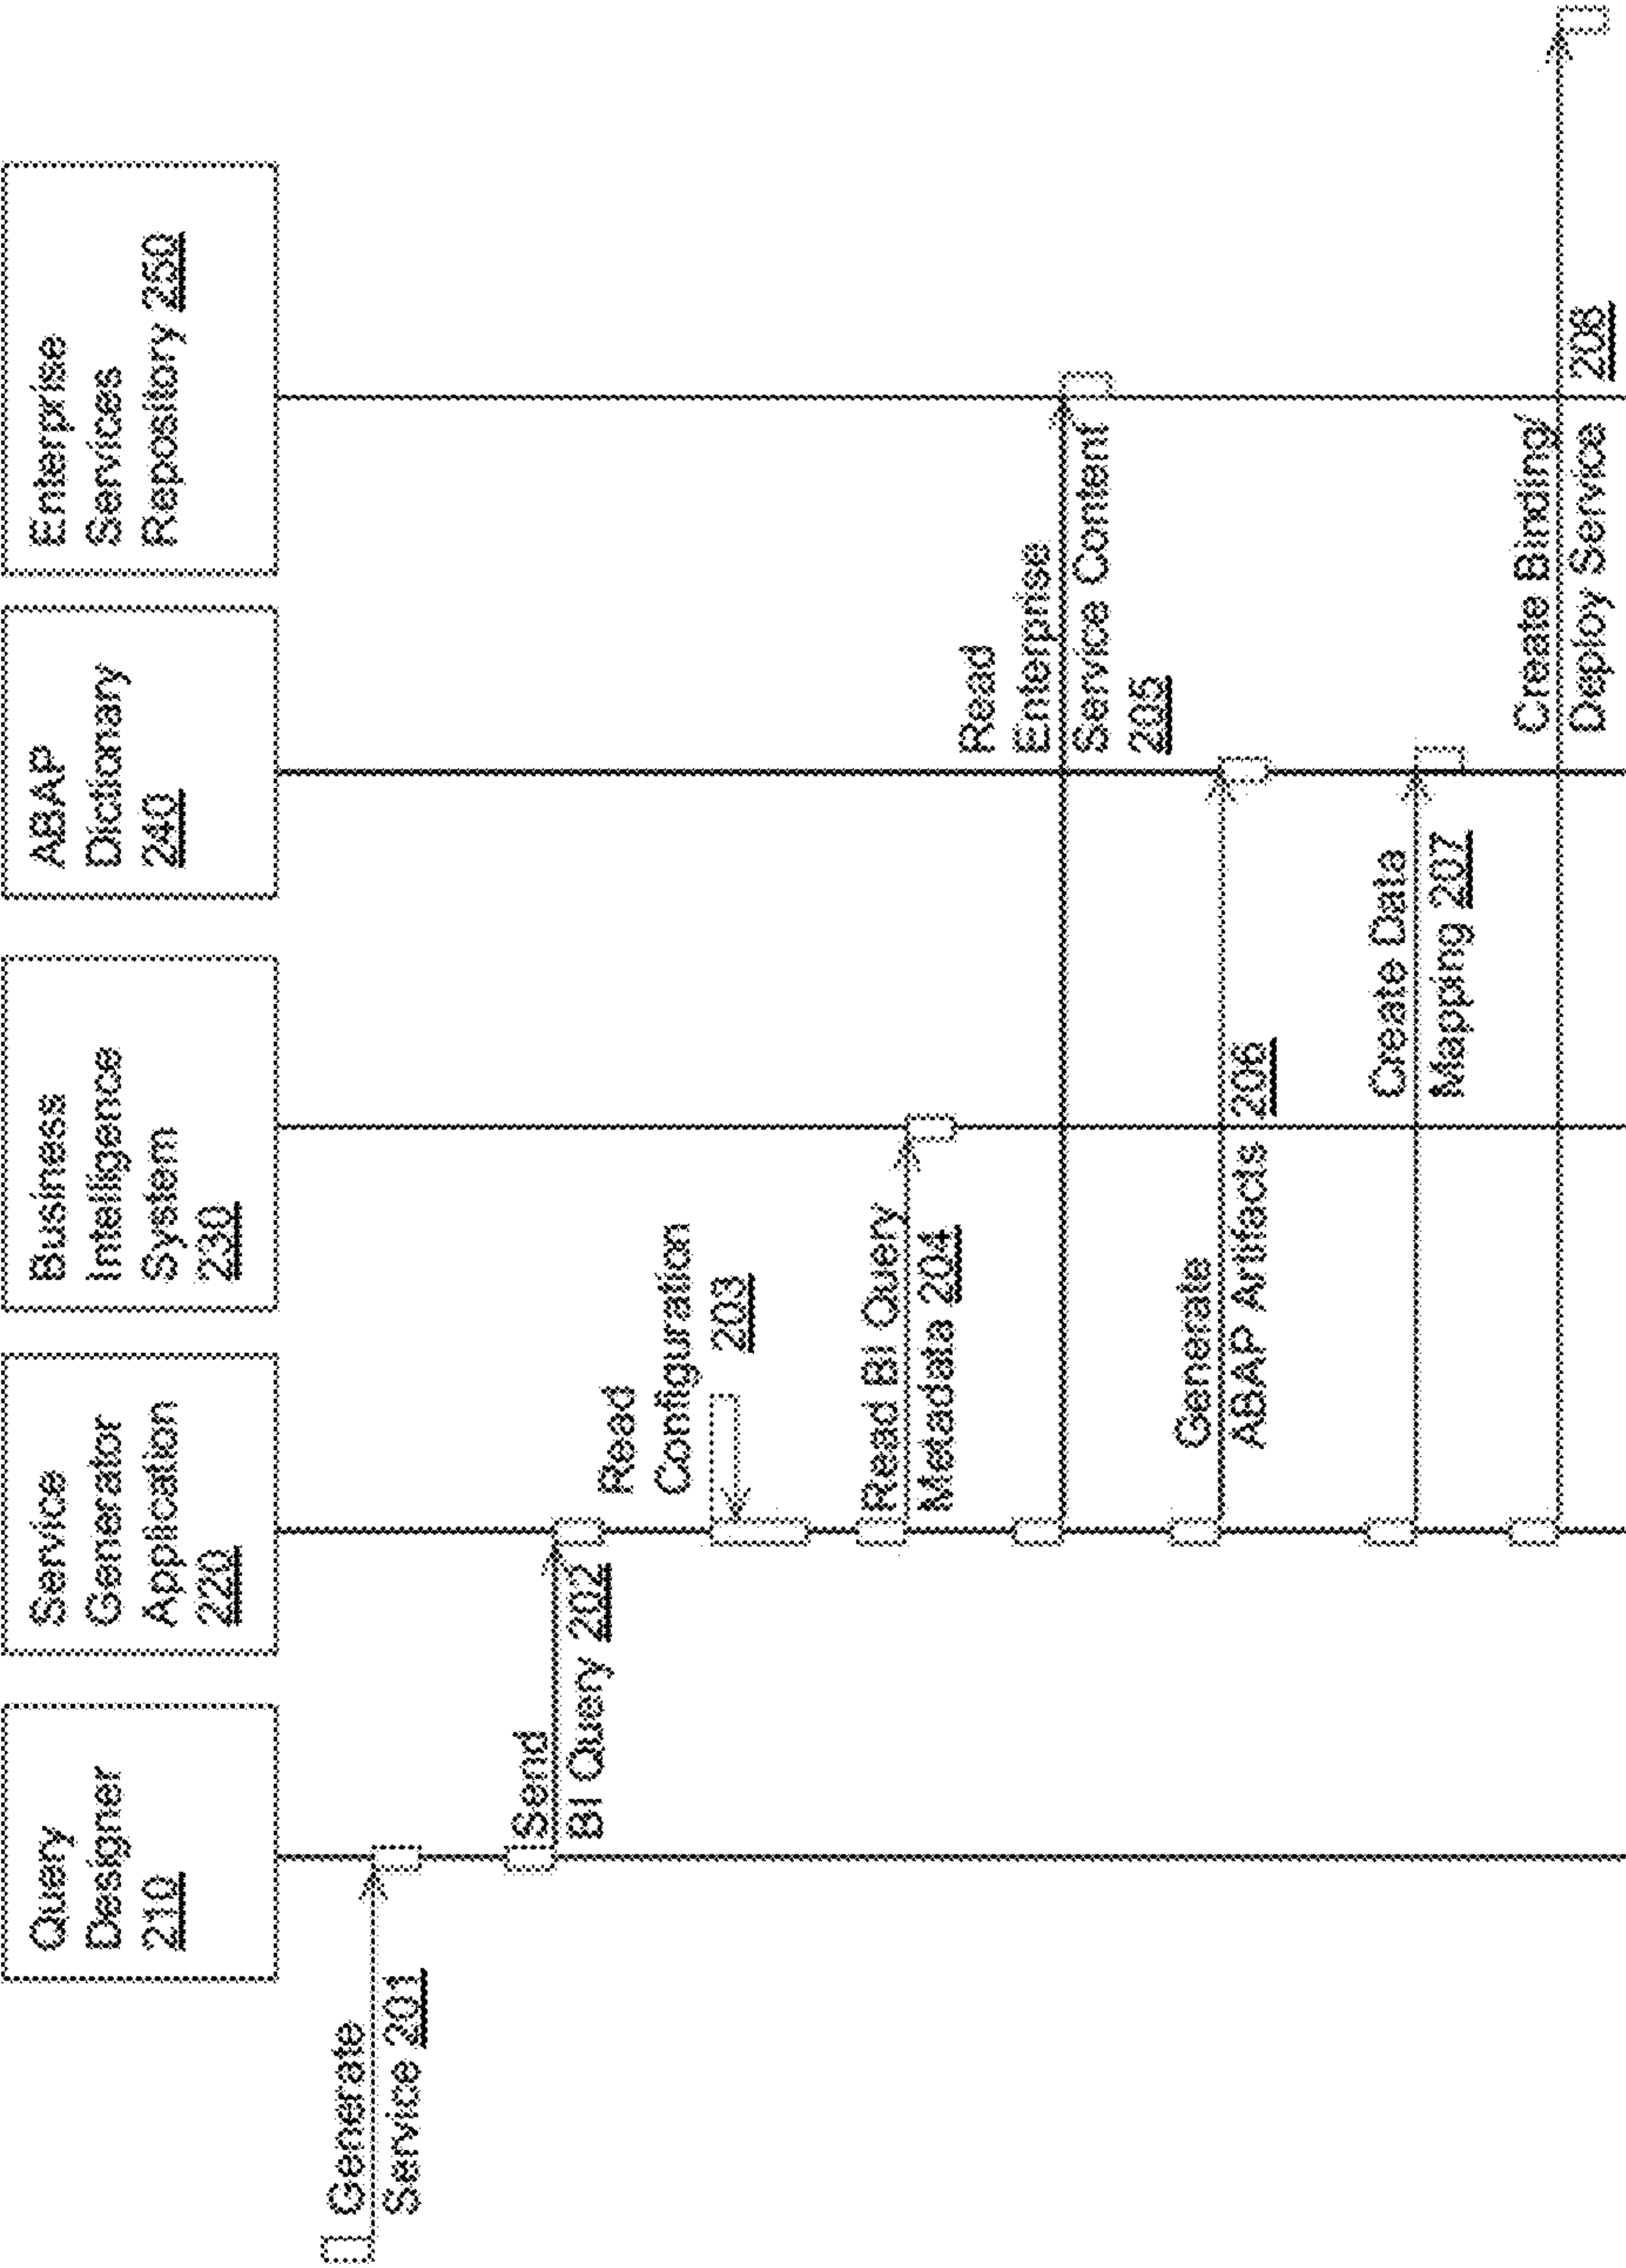 Query
Designer
210
Service
Generator
Application
220
Business
Intelligence
System
230
ABAP
Dictionary
240
Enterprise
Services
Repository 250
Generate
Service 201
Send
BI Query 202
Read
Configuration
203
Read BI Query
Metadata 204
Read
Enterprise
Service Content
205
Generate
ABAP Artifacts 206
Create Data
Mapping 207
Create Binding/
Deploy Service 208